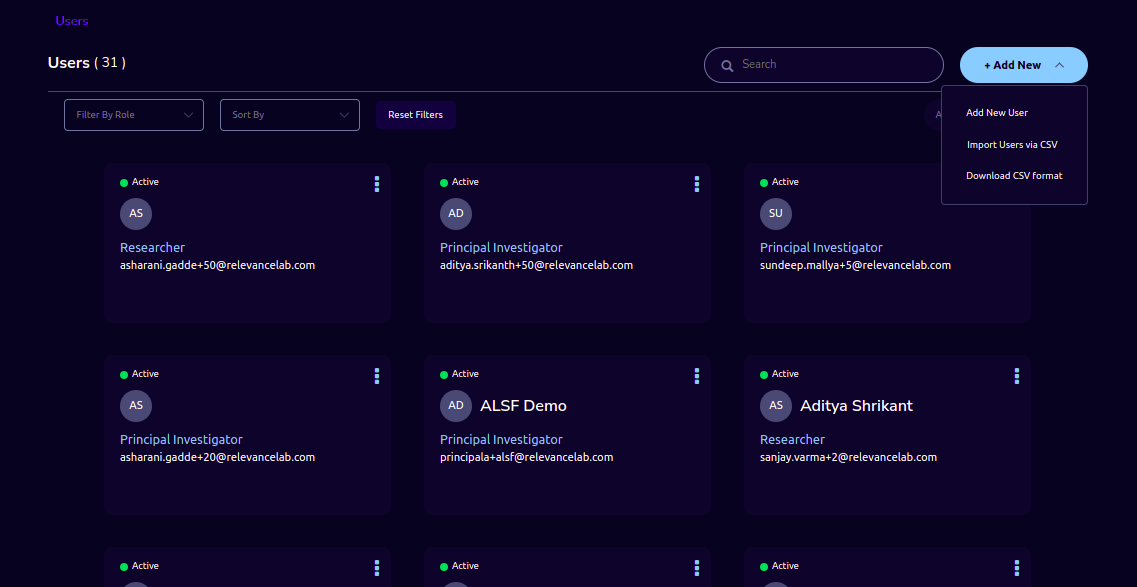 Users
Users ( 31 )
Search
+ Add New
Add New User
Import Users via CSV
Download CSV format
Filter By Role
Sort By
Reset Filters
A
Active
AS
Researcher
asharani.gadde+50@relevancelab.com
Active
AD
Principal Investigator
aditya.srikanth+50@relevancelab.com
Active
SU
Principal Investigator
sundeep.mallya+5@relevancelab.com
Active
AS
Principal Investigator
asharani.gadde+20@relevancelab.com
Active
AD ALSF Demo
Principal Investigator
principala+alsf@relevancelab.com
Active
AS Aditya Shrikant
Researcher
sanjay.varma+2@relevancelab.com
Active
Active
Active